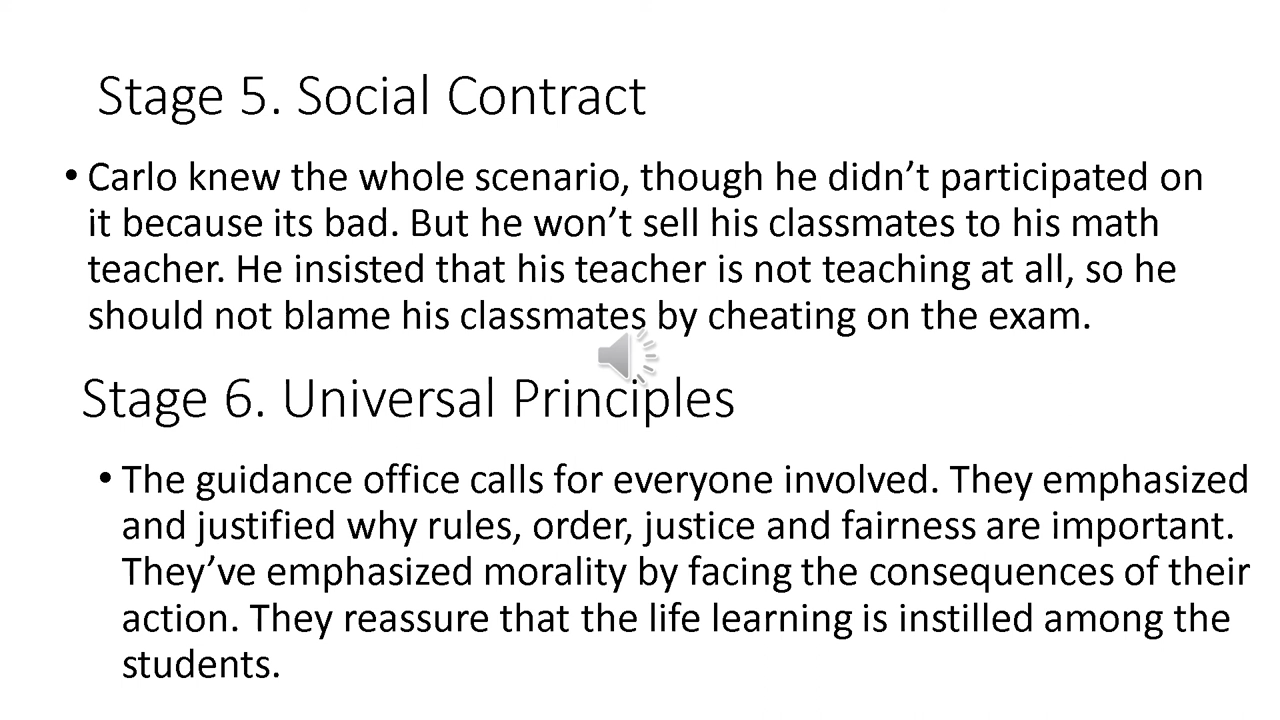 Stage 5. Social Contract
• Carlo knew the whole scenario, though he didn’t participated on
it because its bad. But he won’t sell his classmates to his math
teacher. He insisted that his teacher is not teaching at all, so he
should not blame his classmates by cheating on the exam.
Stage 6. Universal Principles
• The guidance office calls for everyone involved. They emphasized
and justified why rules, order, justice and fairness are important.
They’ve emphasized morality by facing the consequences of their
action. They reassure that the life learning is instilled among the
students.